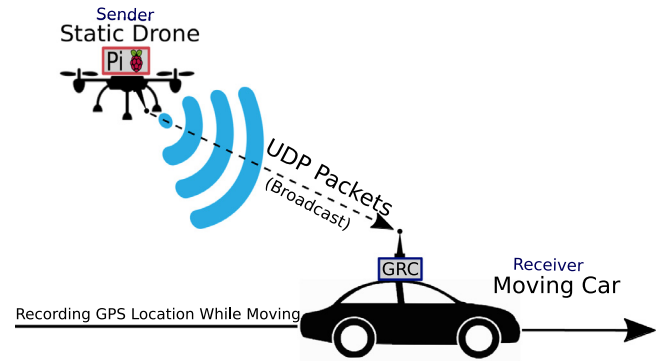 Sender
Static Drone
Pi
UDP Packets
(Broadcast)
GRC
Receiver
Moving Car
Recording GPS Location While Moving